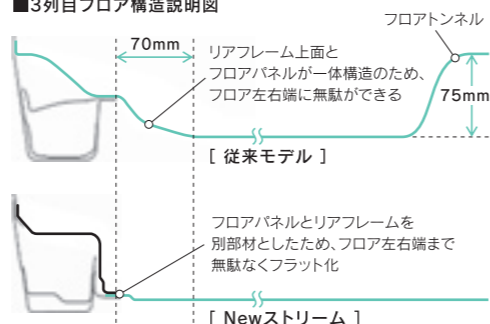 ■3列目フロア構造説明図
フロアトンネル
70mm
リアフレーム上面と
フロアパネルが一体構造のため、
フロア左右端に無駄ができる
75mm
[ 従来モデル ]
フロアパネルとリアフレームを
別部材としたため、フロア左右端まで
無駄なくフラット化
[ Newストリーム ]